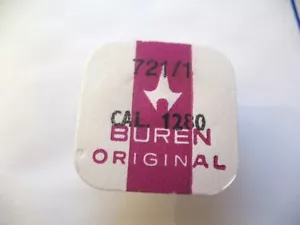 721/1
CAL. 1280
BUREN
ORIGINAL